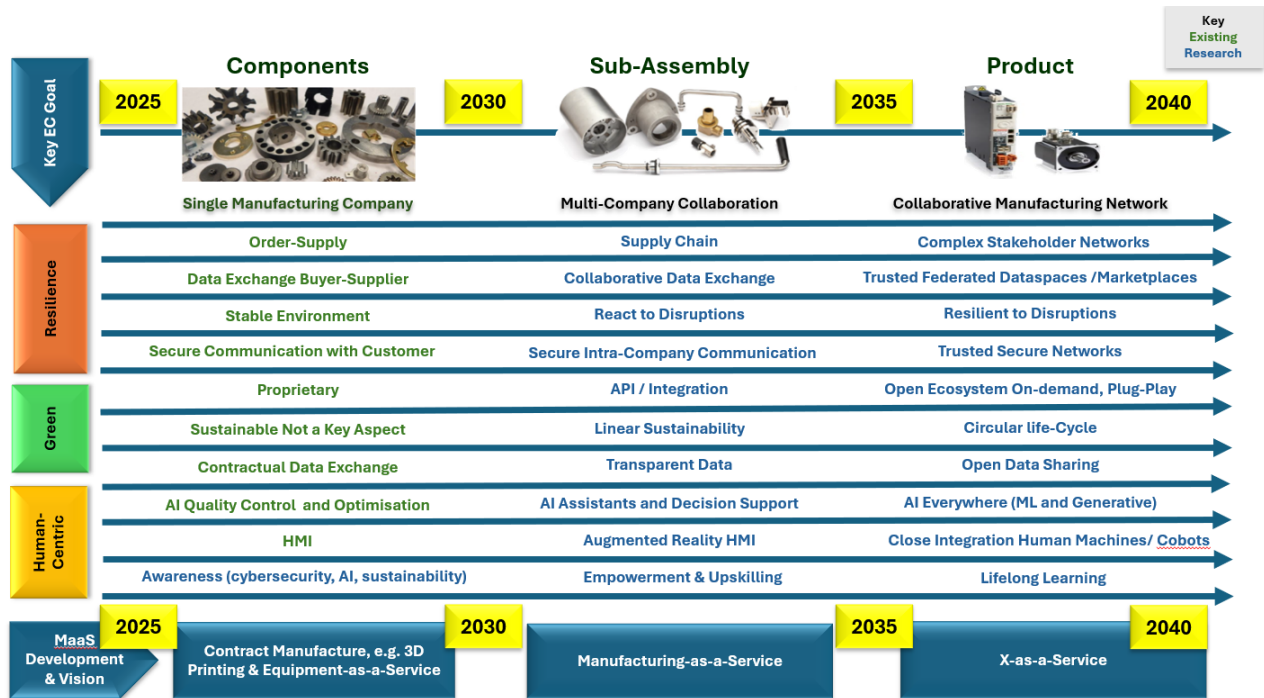 Key
Existing
Research
Components
Sub-Assembly
Product
Key EC Goal
2025
2030
2035
2040
Single Manufacturing Company
Multi-Company Collaboration
Collaborative Manufacturing Network
Resilience
Order-Supply
Supply Chain
Complex Stakeholder Networks
Data Exchange Buyer-Supplier
Collaborative Data Exchange
Trusted Federated Dataspaces /Marketplaces
Stable Environment
React to Disruptions
Resilient to Disruptions
Secure Communication with Customer
Secure Intra-Company Communication
Trusted Secure Networks
Green
Proprietary
API / Integration
Open Ecosystem On-demand, Plug-Play
Sustainable Not a Key Aspect
Linear Sustainability
Circular life-Cycle
Contractual Data Exchange
Transparent Data
Open Data Sharing
Human-
Centric
AI Quality Control and Optimisation
AI Assistants and Decision Support
AI Everywhere (ML and Generative)
HMI
Augmented Reality HMI
Close Integration Human Machines/ Cobots
Awareness (cybersecurity, AI, sustainability)
Empowerment & Upskilling
Lifelong Learning
2025
2030
2035
2040
MaaS
Development
& Vision
Contract Manufacture, e.g. 3D
Printing & Equipment-as-a-Service
Manufacturing-as-a-Service
X-as-a-Service